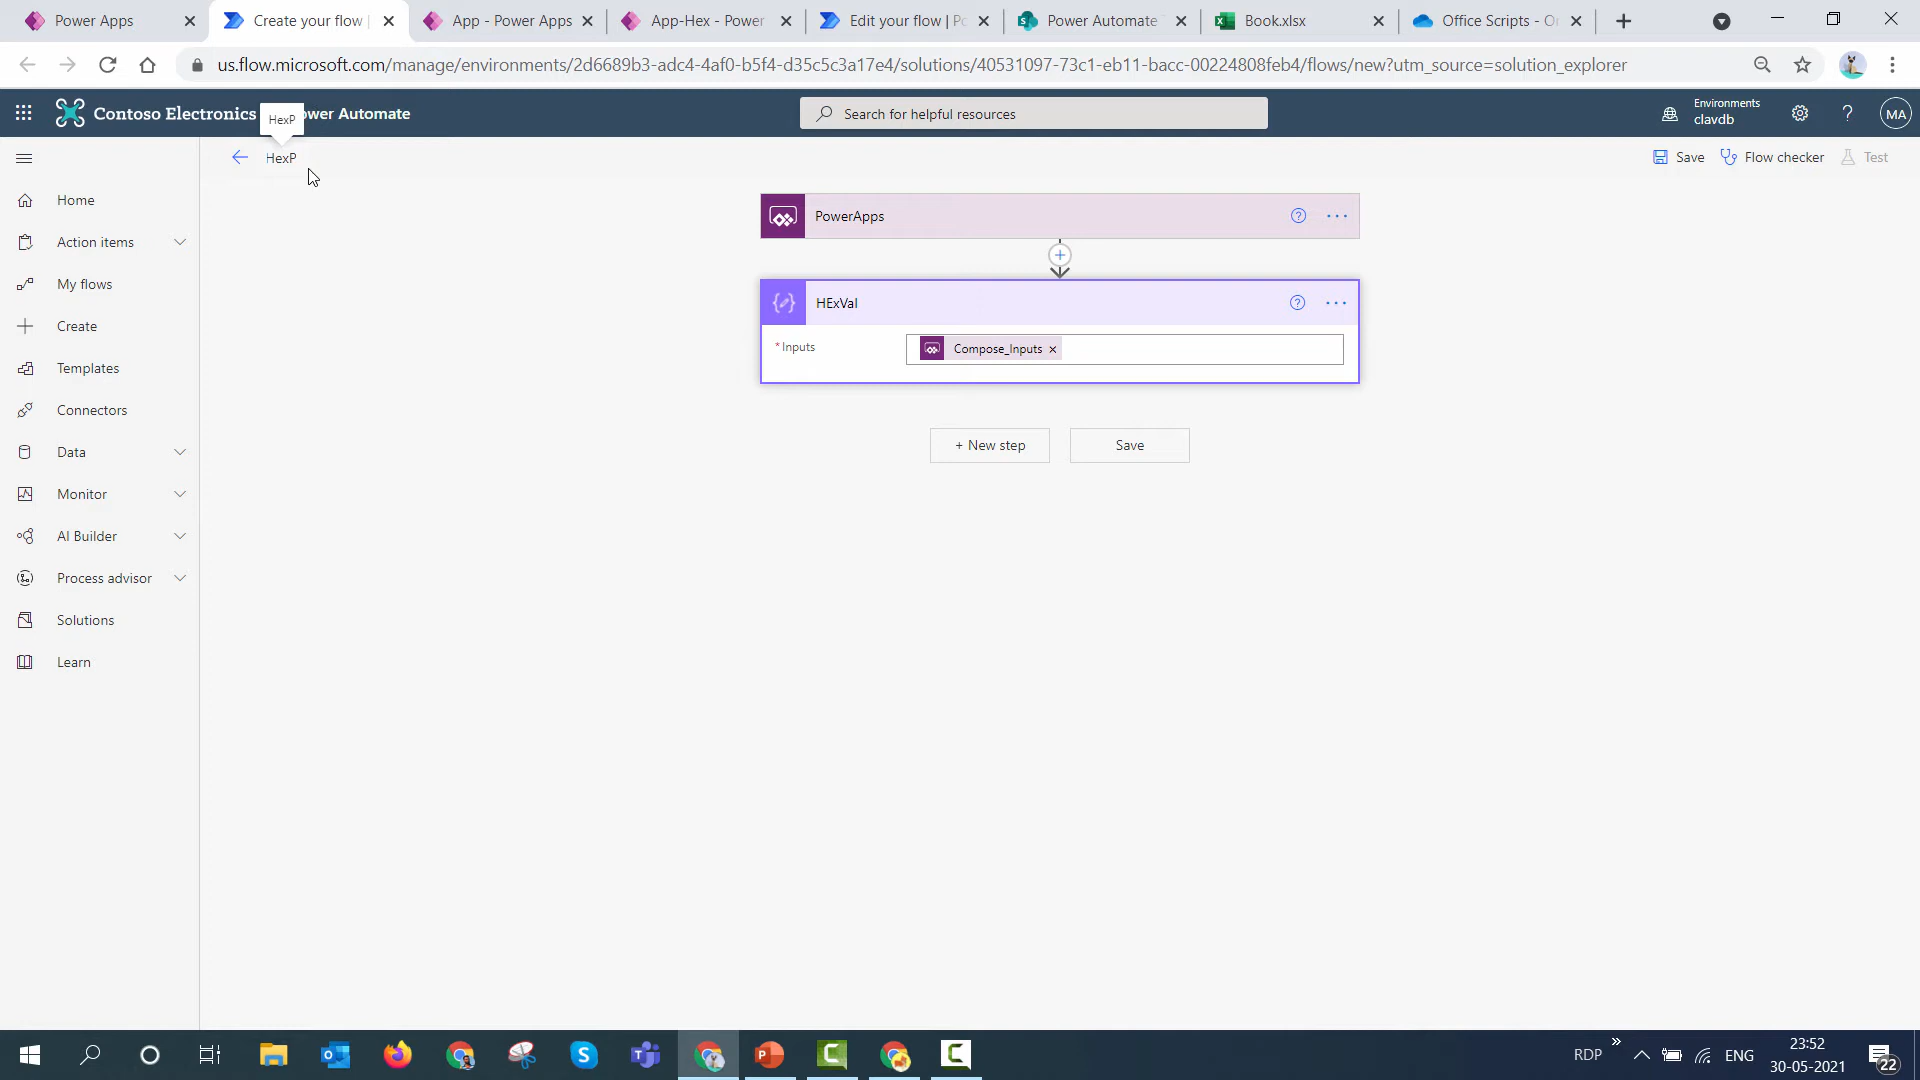 Power Apps
Create your flow |
App - Power Apps
App-Hex - Power
Edit your flow | Po
Power Automate
Book.xlsx
Office Scripts - On
us.flow.microsoft.com/manage/environments/2d6689b3-adc4-4af0-b5f4-d35c5c3a17e4/solutions/40531097-73c1-eb11-bacc-00224808feb4/flows/new?utm_source=solution_explorer
Contoso Electronics
HexP
ower Automate
Search for helpful resources
Environments
clavdb
MA
HexP
Save
Flow checker
Test
Home
Action items
My flows
Create
Templates
Connectors
Data
Monitor
AI Builder
Process advisor
Solutions
Learn
PowerApps
HExVal
* Inputs
Compose_Inputs
+ New step
Save
RDP
ENG
23:52
30-05-2021
22